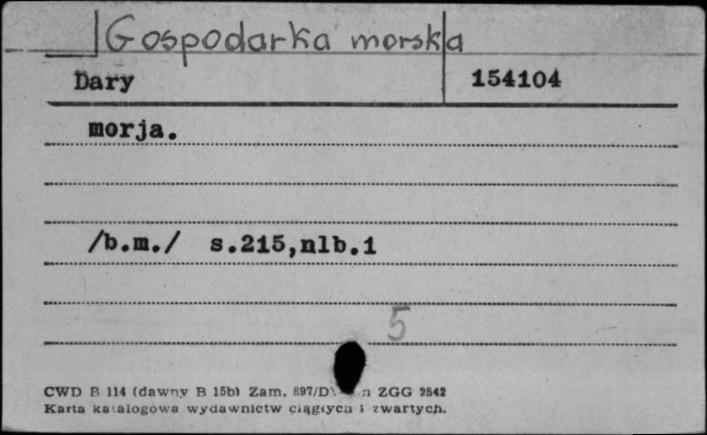 Gospodarka morska
Dary 154104
morja.
/b.m./ s.215,nlb.1
5
CWD B 114 (dawny B 15b) Zam. 897/D ZGG 2542
Karta katalogowa wydawnictw ciągłych i zwartych.